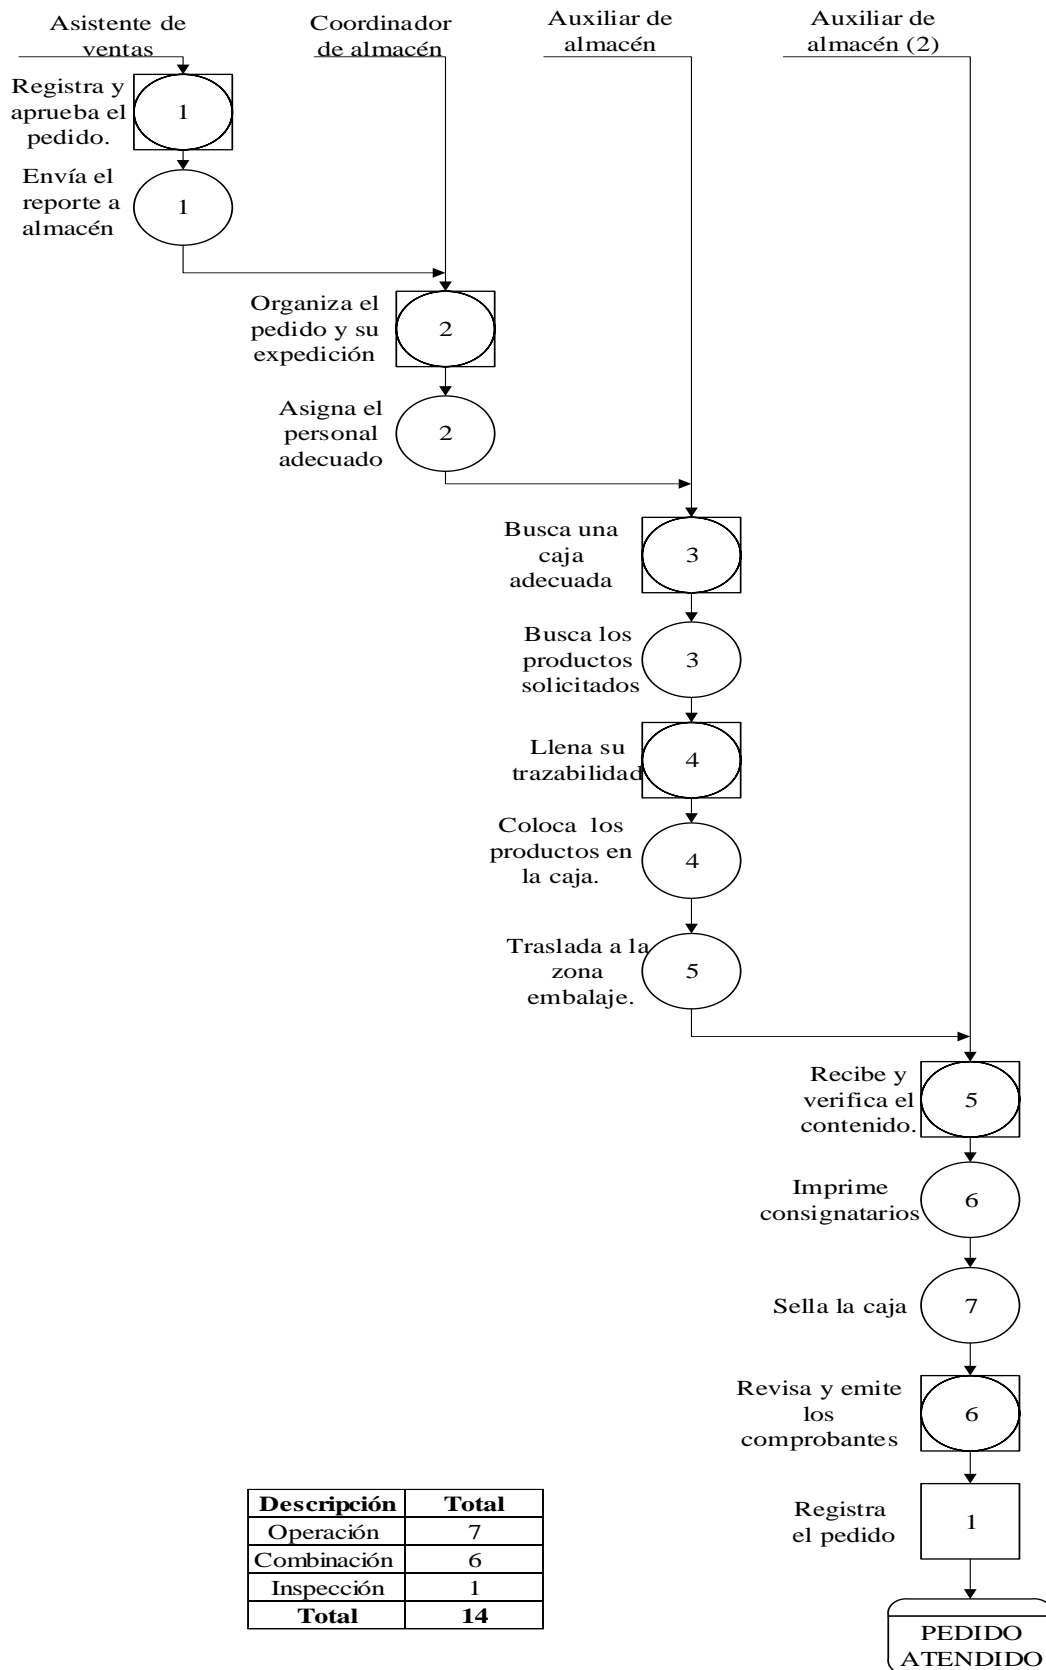 Asistente de
ventas
Coordinador
de almacén
Auxiliar de
almacén
Auxiliar de
almacén (2)
Registra y
aprueba el
pedido.
1
Envía el
reporte a
almacén
1
Organiza el
pedido y su
expedición
2
Asigna el
personal
adecuado
2
Busca una
caja
adecuada
3
Busca los
productos
solicitados
3
Llena su
trazabilidad
4
Coloca los
productos en
la caja.
4
Traslada a la
zona
embalaje.
5
Recibe y
verifica el
contenido.
5
Imprime
consignatarios
6
Sella la caja
7
Revisa y emite
los
comprobantes
6
Registra
el pedido
1
PEDIDO
ATENDIDO
Descripción Total
Operación 7
Combinación 6
Inspección 1
Total 14